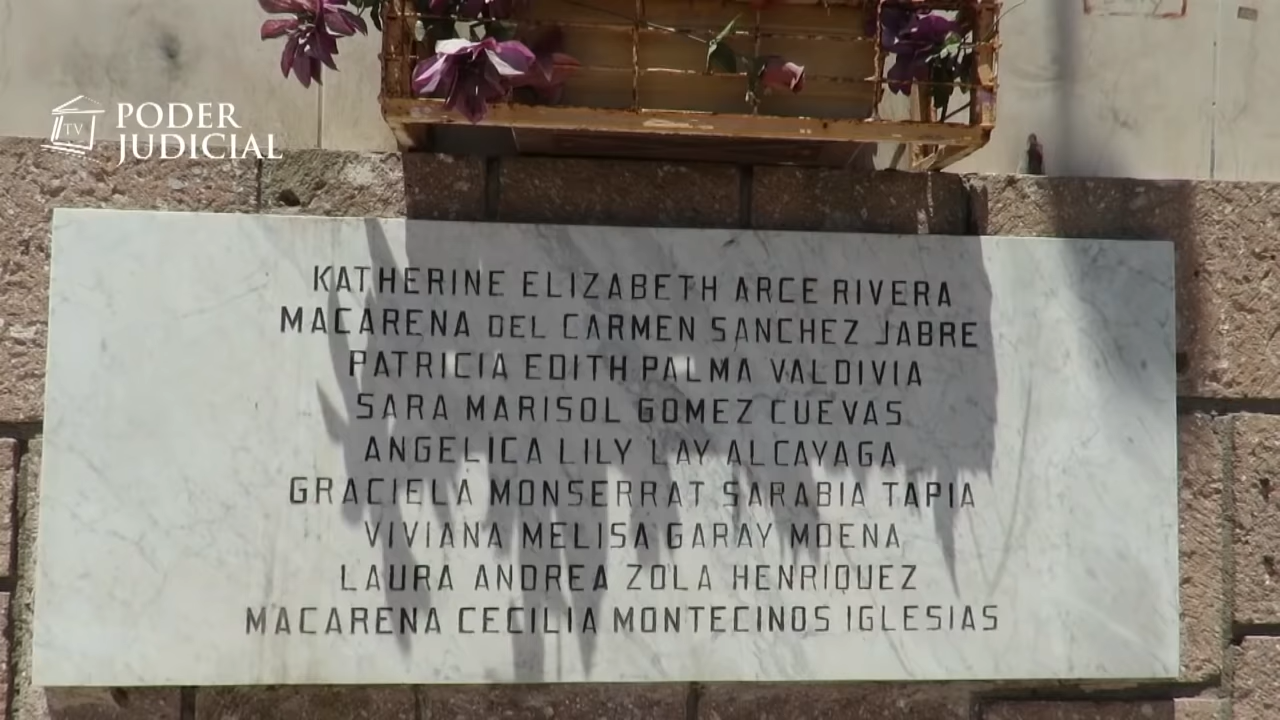 TV
PODER
JUDICIAL
KATHERINE ELIZABETH ARCE RIVERA
MACARENA DEL CARMEN SANCHEZ JABRE
PATRICIA EDITH PALMA VALDIVIA
SARA MARISOL GOMEZ CUEVAS
ANGELICA LILY LAY ALCAYAGA
GRACIELA MONSERRAT SARABIA TAPIA
VIVIANA MELISA GARAY MOENA
LAURA ANDREA ZOLA HENRIQUEZ
MACARENA CECILIA MONTECINOS IGLESIAS